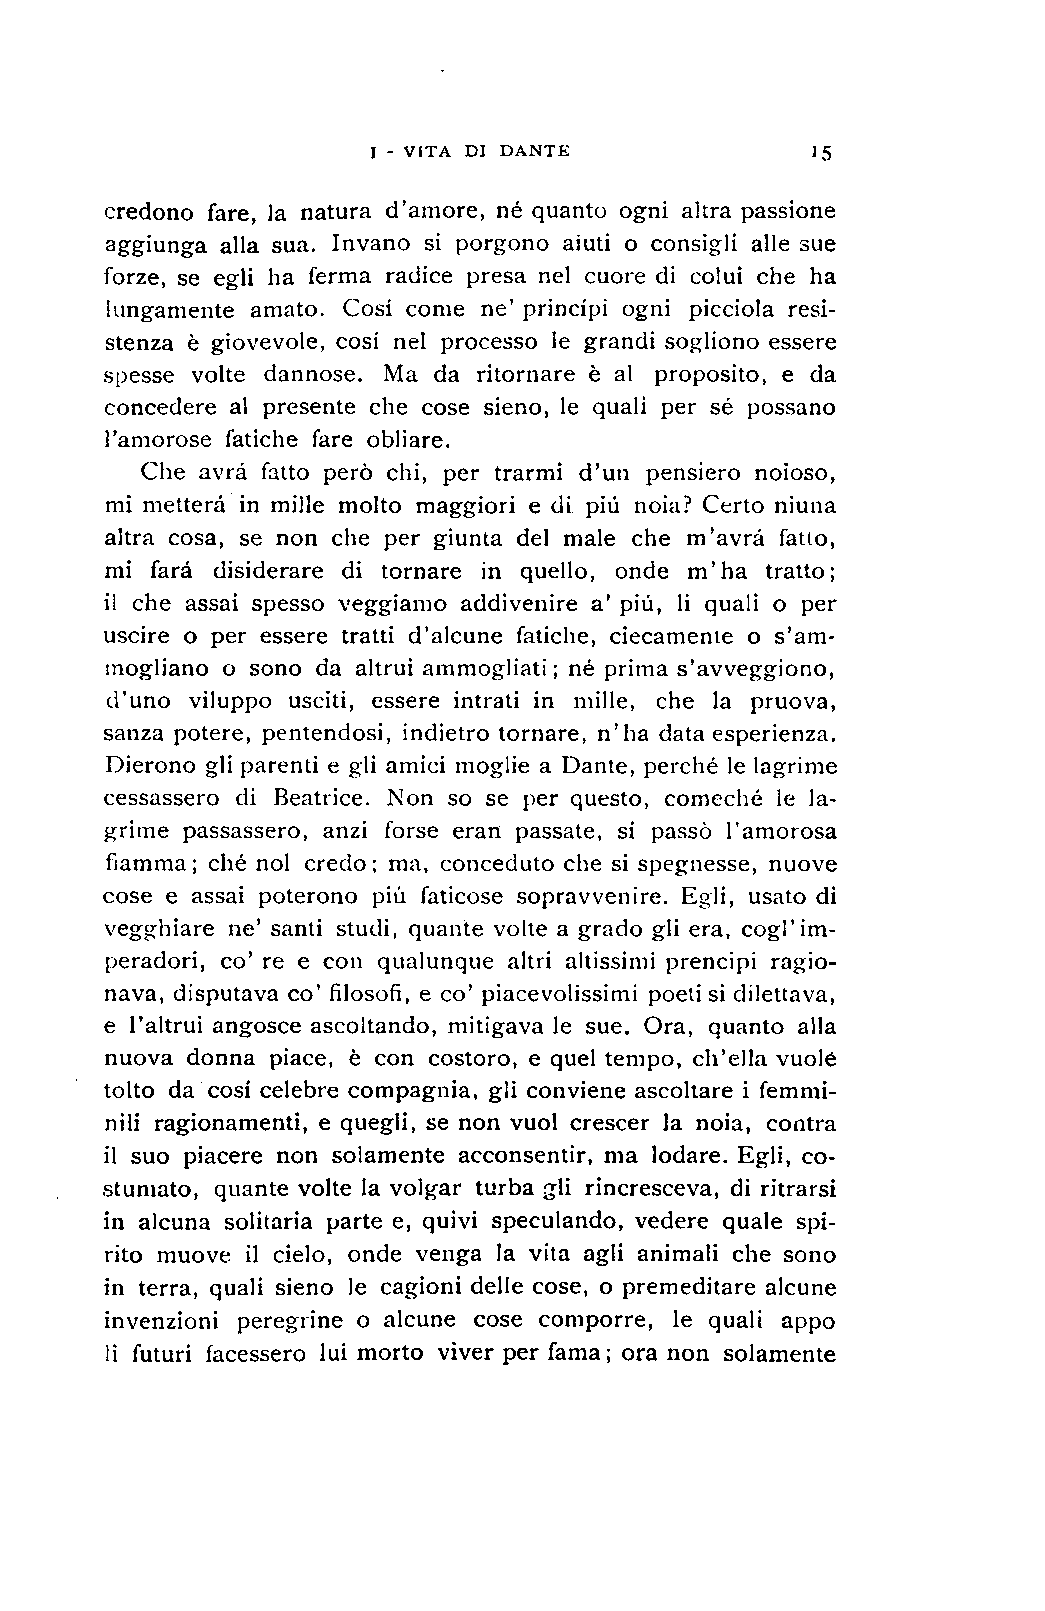 I - VITA DI DANTE 15
credono fare, la natura d'amore, né quanto ogni altra passione
aggiunga alla sua. Invano si porgono aiuti o consigli alle sue
forze, se egli ha ferma radice presa nel cuore di colui che ha
lungamente amato. Cosí come ne' princípi ogni picciola resi-
stenza è giovevole, cosí nel processo le grandi sogliono essere
spesse volte dannose. Ma da ritornare è al proposito, e da
concedere al presente che cose sieno, le quali per sé possano
l'amorose fatiche fare obliare.
Che avrá fatto però chi, per trarmi d'un pensiero noioso,
mi metterá in mille molto maggiori e di piú noia? Certo niuna
altra cosa, se non che per giunta del male che m'avrá fatto,
mi fará disiderare di tornare in quello, onde m'ha tratto;
il che assai spesso veggiamo addivenire a' piú, li quali o per
uscire o per essere tratti d'alcune fatiche, ciecamente o s'am-
mogliano o sono da altrui ammogliati; né prima s'avveggiono,
d'uno viluppo usciti, essere intrati in mille, che la pruova,
sanza potere, pentendosi, indietro tornare, n'ha data esperienza.
Dierono gli parenti e gli amici moglie a Dante, perché le lagrime
cessassero di Beatrice. Non so se per questo, comeché le la-
grime passassero, anzi forse eran passate, si passò l'amorosa
fiamma; ché nol credo; ma, conceduto che si spegnesse, nuove
cose e assai poterono piú faticose sopravvenire. Egli, usato di
vegghiare ne' santi studi, quante volte a grado gli era, cogl'im-
peradori, co' re e con qualunque altri altissimi prencipi ragio-
nava, disputava co' filosofi, e co' piacevolissimi poeti si dilettava,
e l'altrui angosce ascoltando, mitigava le sue. Ora, quanto alla
nuova donna piace, è con costoro, e quel tempo, ch'ella vuole
tolto da cosí celebre compagnia, gli conviene ascoltare i femmi-
nili ragionamenti, e quegli, se non vuol crescer la noia, contra
il suo piacere non solamente acconsentir, ma lodare. Egli, co-
stumato, quante volte la volgar turba gli rincresceva, di ritrarsi
in alcuna solitaria parte e, quivi speculando, vedere quale spi-
rito muove il cielo, onde venga la vita agli animali che sono
in terra, quali sieno le cagioni delle cose, o premeditare alcune
invenzioni peregrine o alcune cose comporre, le quali appo
li futuri facessero lui morto viver per fama; ora non solamente